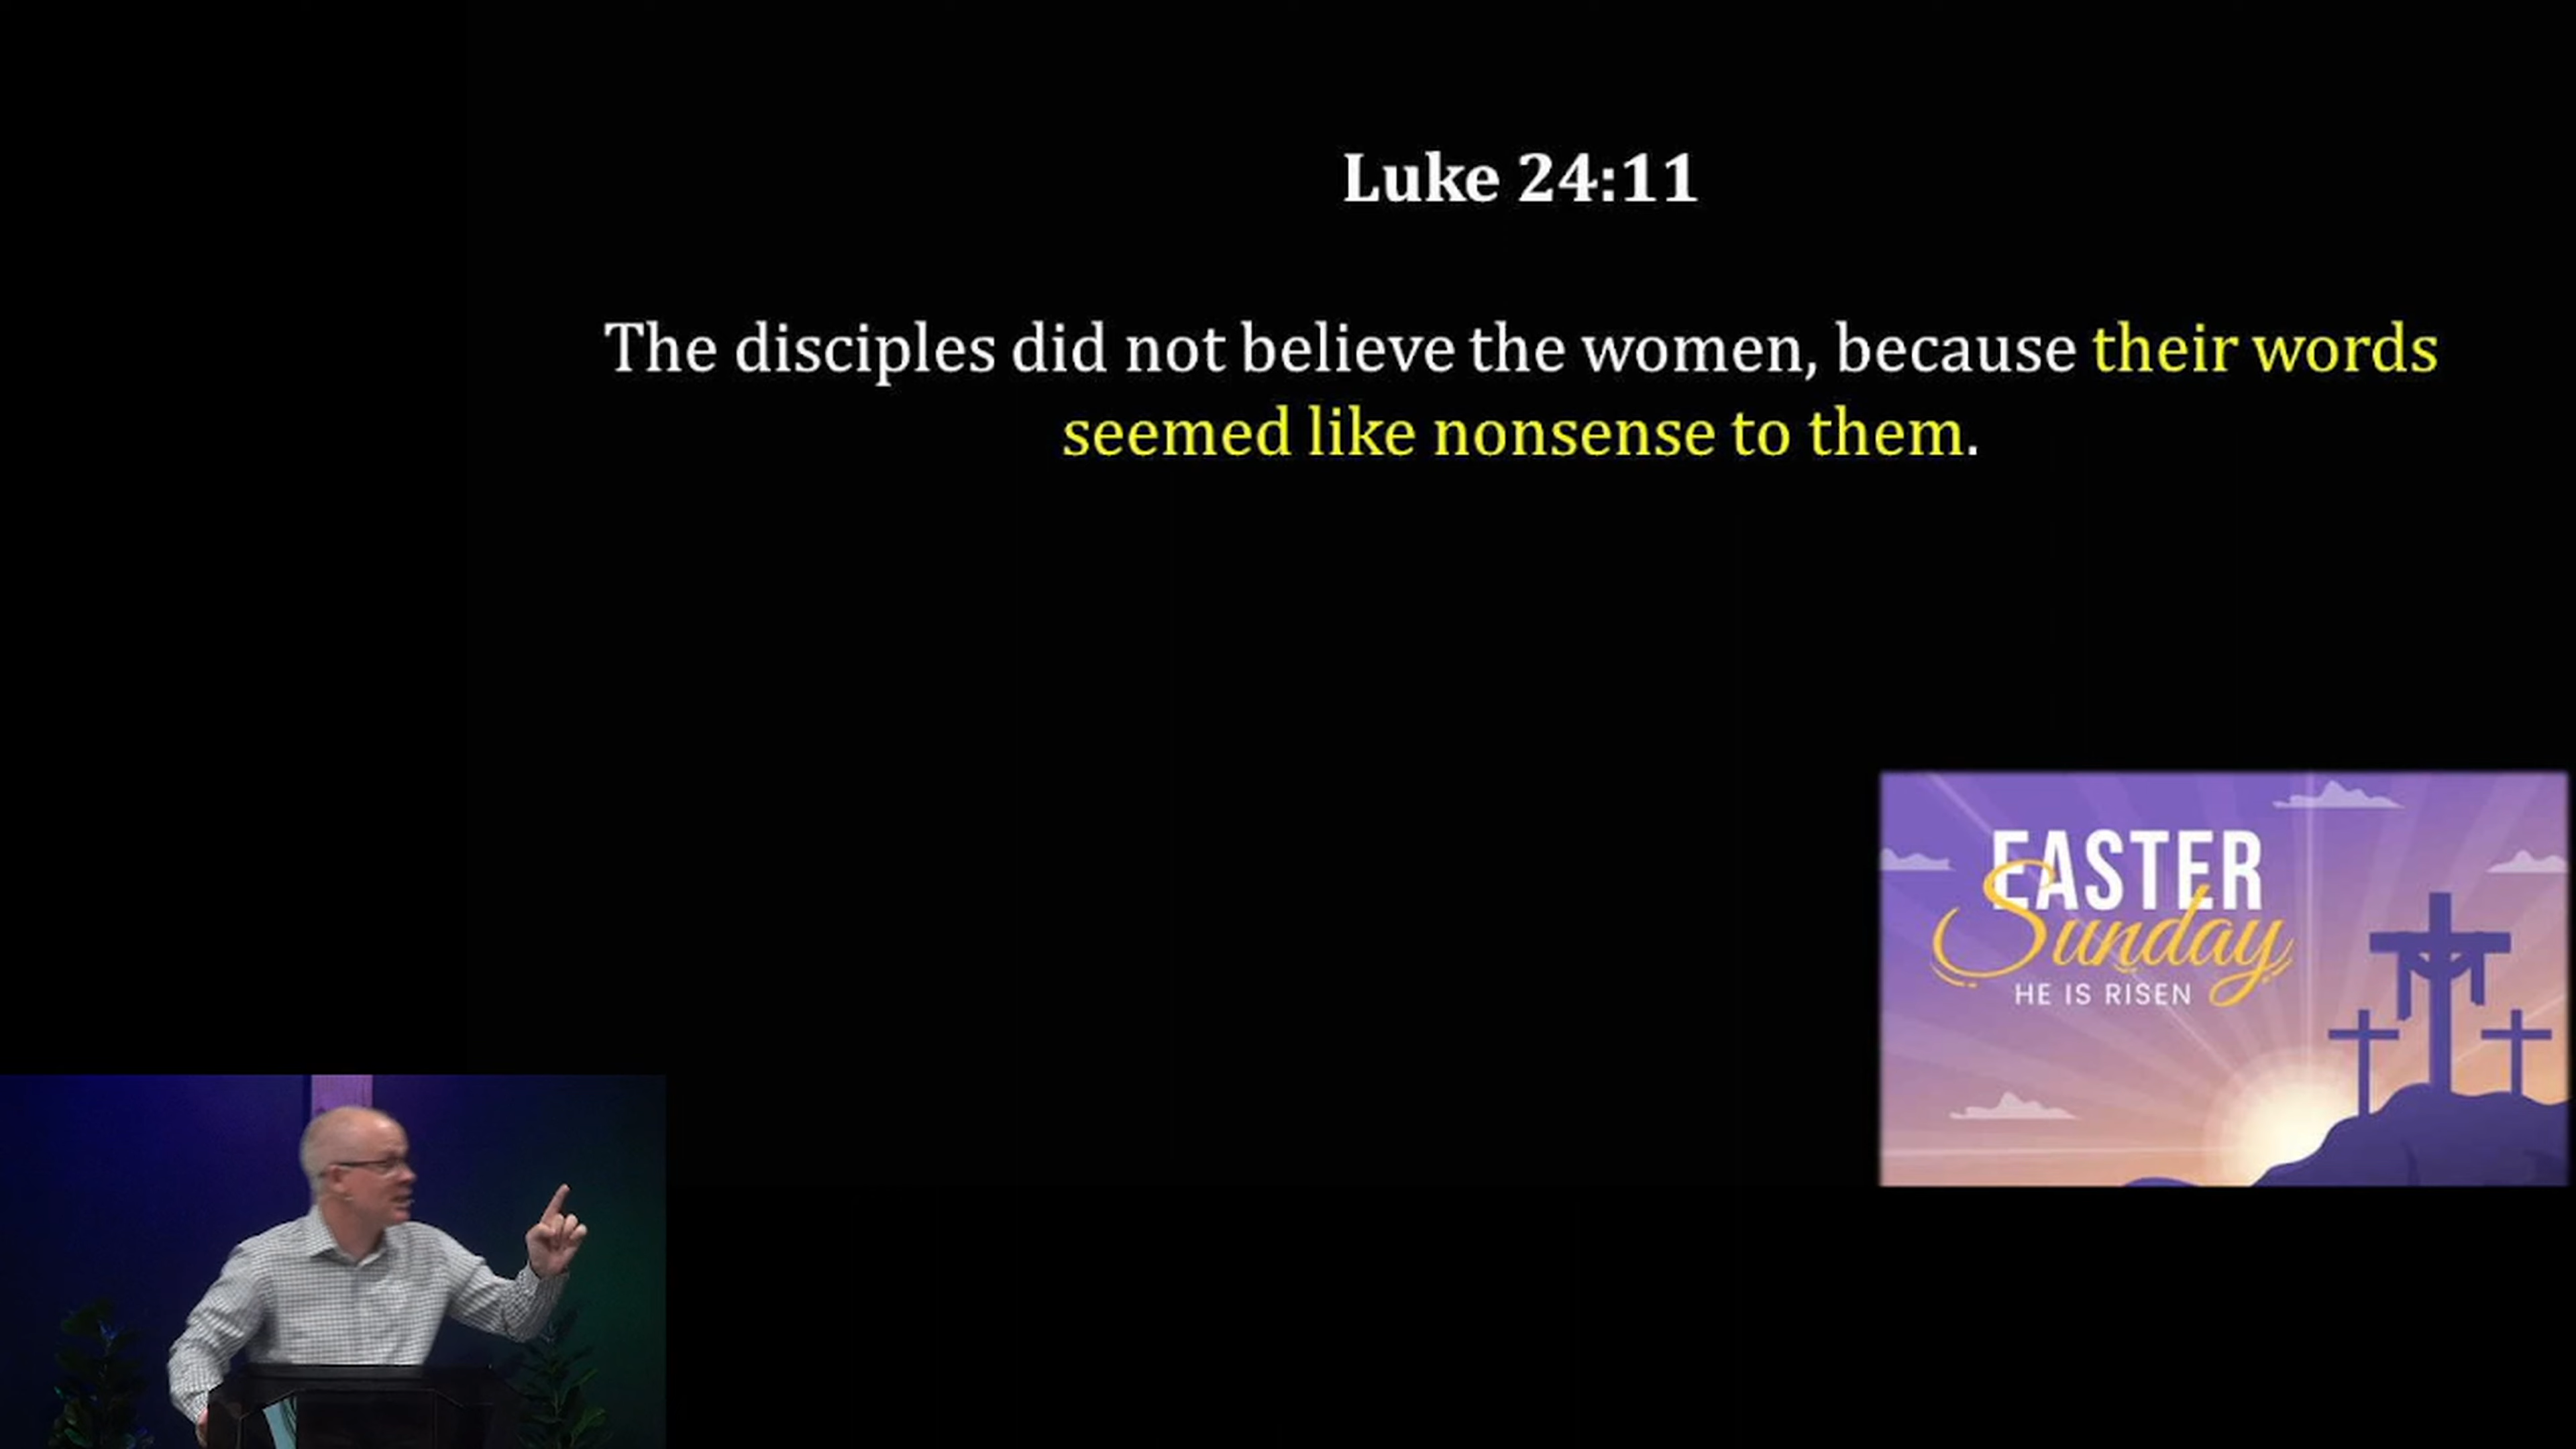 Luke 24:11
The disciples did not believe the women, because their words
seemed like nonsense to them.
EASTER
Sunday
HE IS RISEN